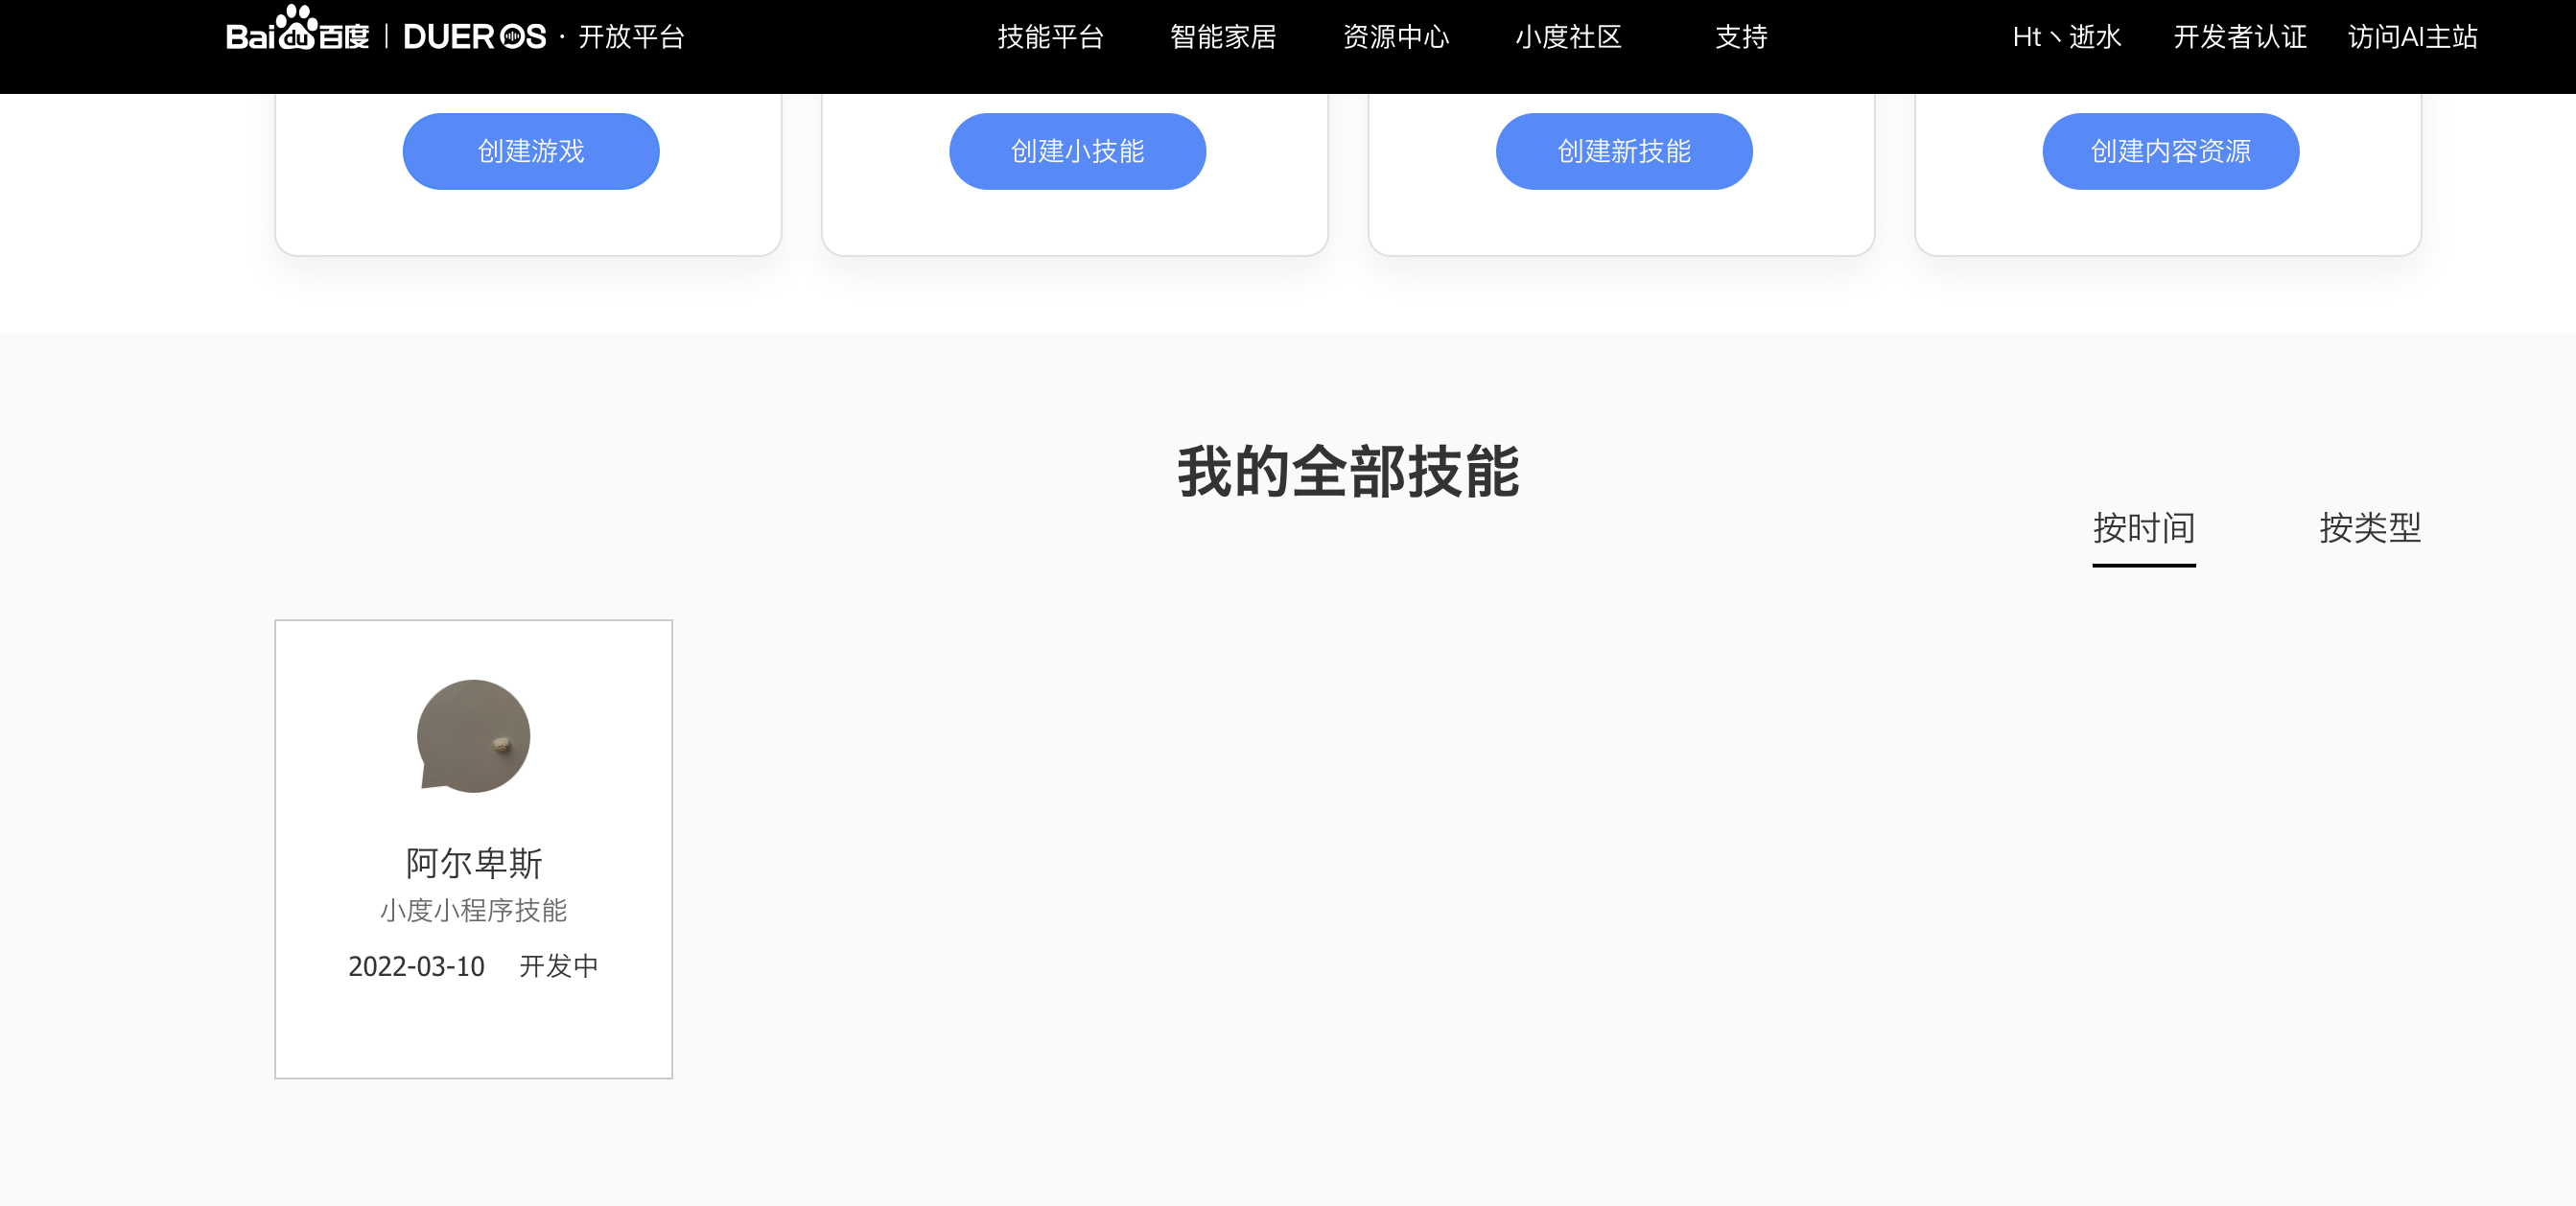 Bai du 百度 | DUEROS · 开放平台 技能平台 智能家居 资源中心 小度社区 支持 Ht丶逝水 开发者认证 访问AI主站
创建游戏 创建小技能 创建新技能 创建内容资源
我的全部技能
按时间 按类型
阿尔卑斯
小度小程序技能
2022-03-10 开发中